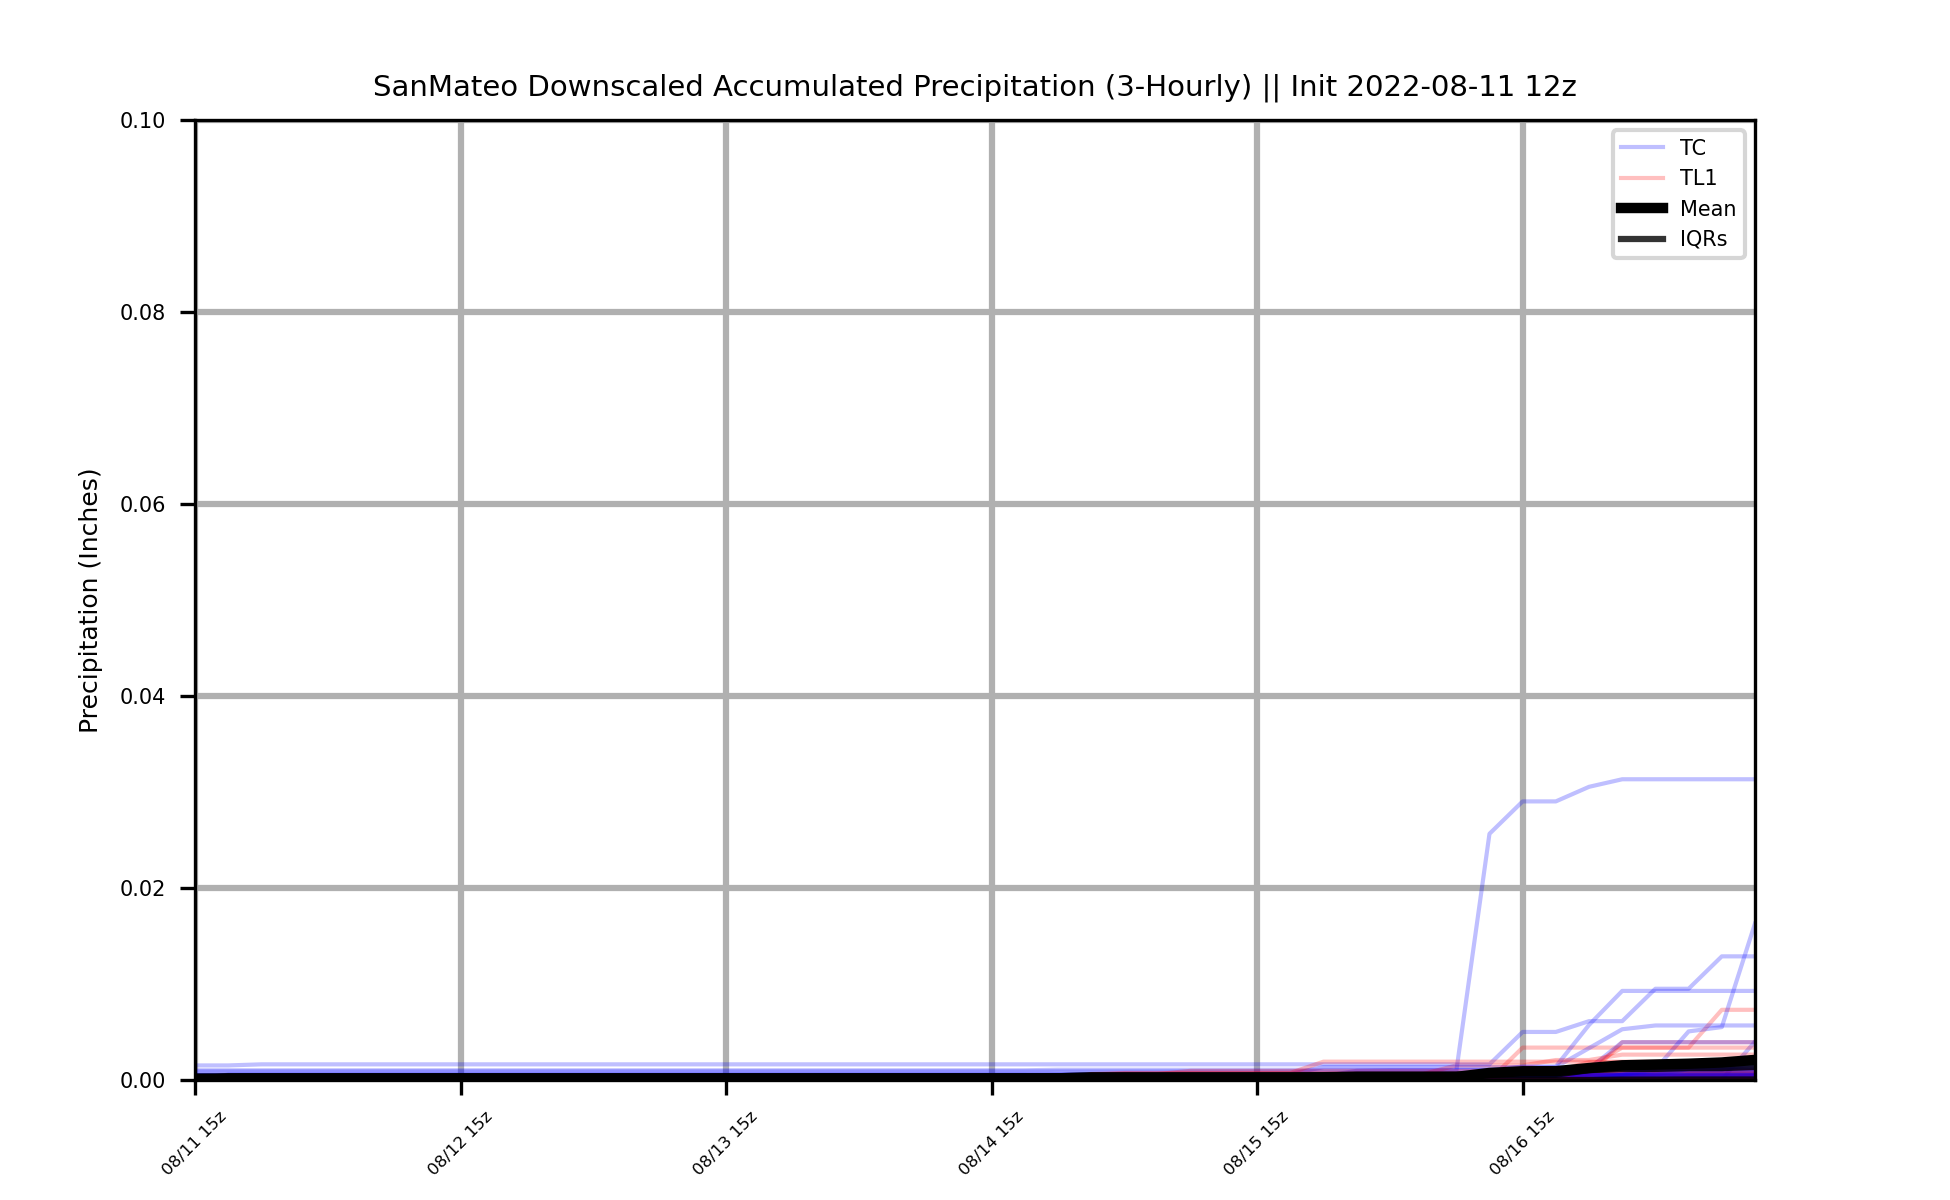 SanMateo Downscaled Accumulated Precipitation (3-Hourly) || Init 2022-08-11 12z
0.10
0.08
0.06
0.04
0.02
0.00
Precipitation (Inches)
TC
TL1
Mean
IQRs
08/11 15z
08/12 15z
08/13 15z
08/14 15z
08/15 15z
08/16 15z